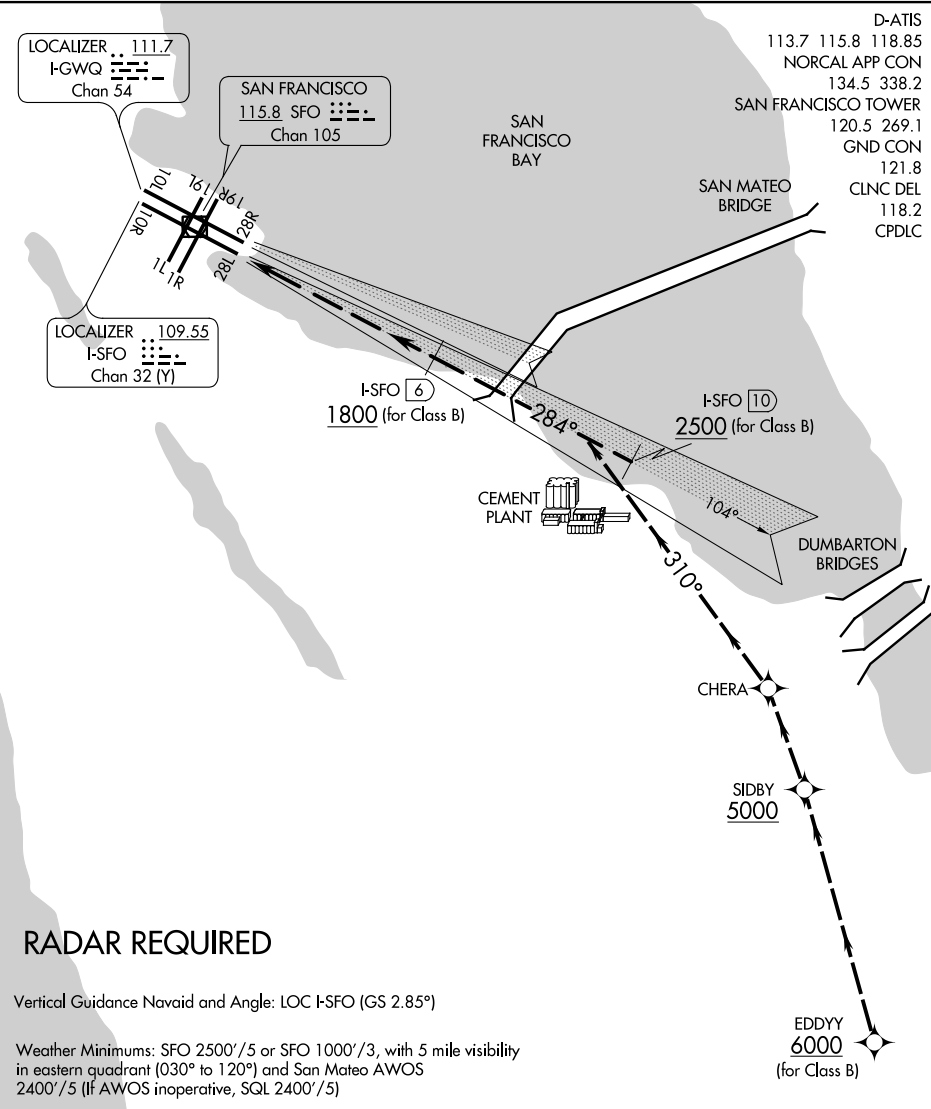 LOCALIZER 111.7
I-GWQ
Chan 54
SAN FRANCISCO
115.8 SFO
Chan 105
D-ATIS
113.7 115.8 118.85
NORCAL APP CON
134.5 338.2
SAN FRANCISCO TOWER
120.5 269.1
GND CON
121.8
CLNC DEL
118.2
CPDLC
SAN
FRANCISCO
BAY
SAN MATEO
BRIDGE
10L
19L
19R
10R
28R
1L
1R
28L
LOCALIZER 109.55
I-SFO
Chan 32 (Y)
I-SFO 6
1800 (for Class B)
284°
I-SFO 10
2500 (for Class B)
CEMENT
PLANT
104°
DUMBARTON
BRIDGES
310°
CHERA
SIDBY
5000
RADAR REQUIRED
Vertical Guidance Navaid and Angle: LOC I-SFO (GS 2.85°)
Weather Minimums: SFO 2500'/5 or SFO 1000'/3, with 5 mile visibility
in eastern quadrant (030° to 120°) and San Mateo AWOS
2400'/5 (If AWOS inoperative, SQL 2400'/5)
EDDYY
6000
(for Class B)